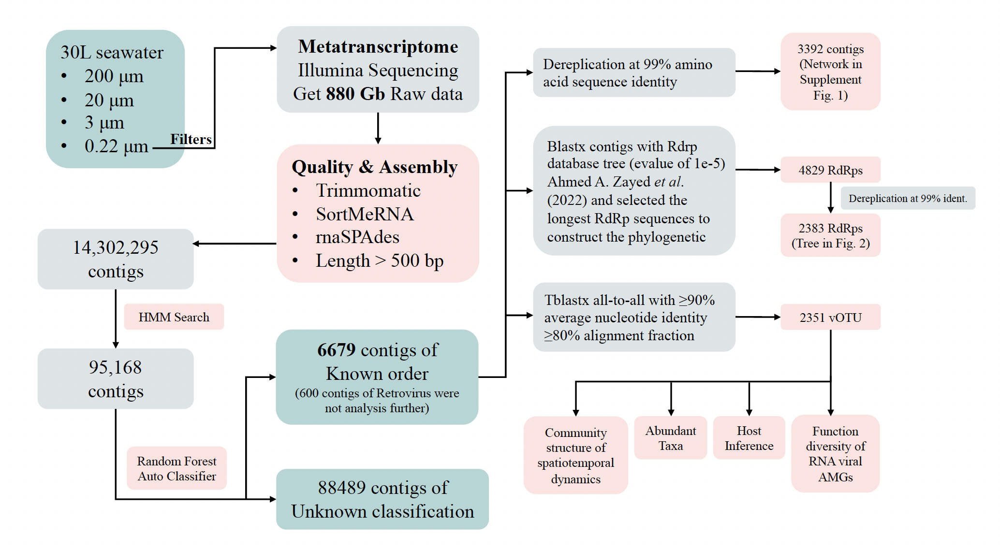 30L seawater
• 200 μm
• 20 μm
• 3 μm
• 0.22 μm
Filters
Metatranscriptome
Illumina Sequencing
Get 880 Gb Raw data
Quality & Assembly
• Trimmomatic
• SortMeRNA
• rnaSPAdes
• Length > 500 bp
14,302,295
contigs
HMM Search
95,168
contigs
Random Forest
Auto Classifier
6679 contigs of
Known order
(600 contigs of Retrovirus were
not analysis further)
88489 contigs of
Unknown classification
Dereplication at 99% amino
acid sequence identity
3392 contigs
(Network in
Supplement
Fig. 1)
Blastx contigs with Rdrp
database tree (evalue of 1e-5)
Ahmed A. Zayed et al.
(2022) and selected the
longest RdRp sequences to
construct the phylogenetic
4829 RdRps
Dereplication at 99% ident.
2383 RdRps
(Tree in Fig. 2)
Tblastx all-to-all with ≥90%
average nucleotide identity
≥80% alignment fraction
2351 vOTU
Community
structure of
spatiotemporal
dynamics
Abundant
Taxa
Host
Inference
Function
diversity of
RNA viral
AMGs